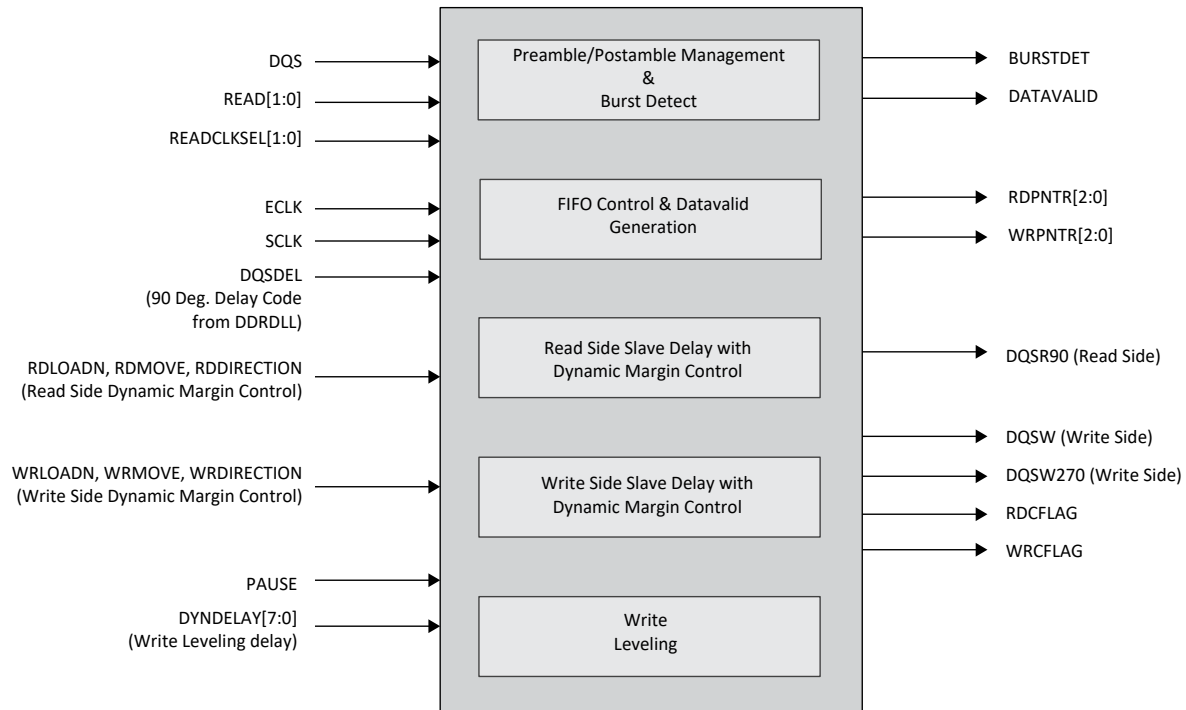 DQS
READ[1:0]
READCLKSEL[1:0]
ECLK
SCLK
DQSDEL
(90 Deg. Delay Code
from DDRDLL)
RDLOADN, RDMOVE, RDDIRECTION
(Read Side Dynamic Margin Control)
WRLOADN, WRMOVE, WRDIRECTION
(Write Side Dynamic Margin Control)
PAUSE
DYNDELAY[7:0]
(Write Leveling delay)
Preamble/Postamble Management
&
Burst Detect
FIFO Control & Datavalid
Generation
Read Side Slave Delay with
Dynamic Margin Control
Write Side Slave Delay with
Dynamic Margin Control
Write
Leveling
BURSTDET
DATAVALID
RDPNTR[2:0]
WRPNTR[2:0]
DQSR90 (Read Side)
DQSW (Write Side)
DQSW270 (Write Side)
RDCFLAG
WRCFLAG